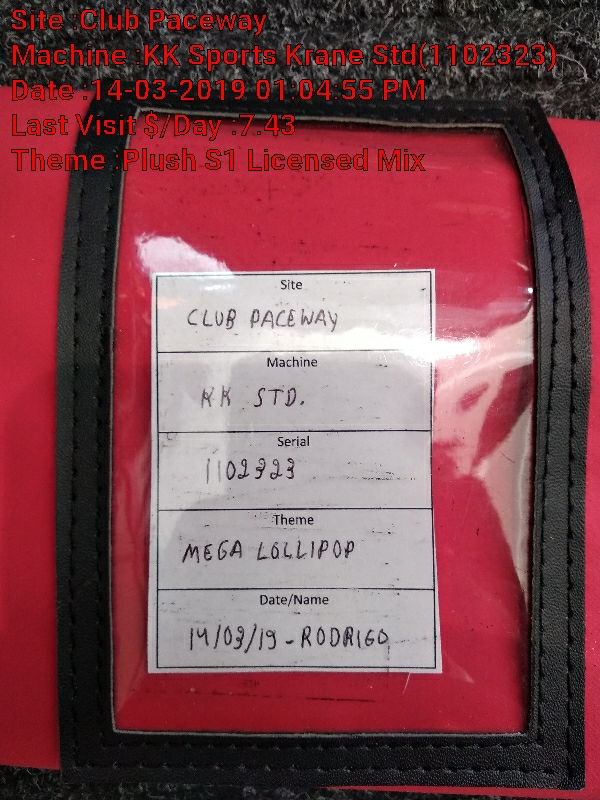 Site :Club Paceway
Machine :KK Sports Krane Std(1102323)
Date :14-03-2019 01:04:55 PM
Last Visit $/Day :7.43
Theme :Plush S1 Licensed Mix
Site
CLUB PACEWAY
Machine
KK STD.
Serial
1102323
Theme
MEGA LOLLIPOP
Date/Name
14/03/19-RODRIGO